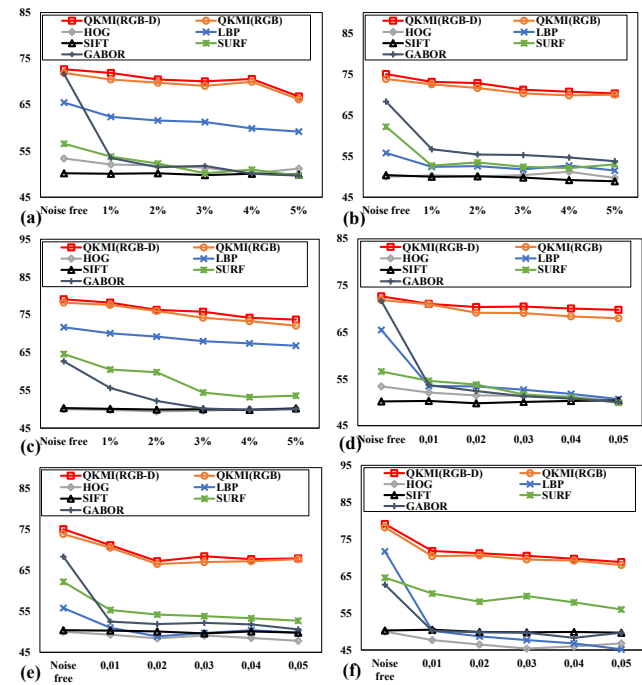 85
QKMI(RGB-D) QKMI(RGB)
HOG LBP
SIFT SURF
GABOR
75
65
55
45
Noise free 1% 2% 3% 4% 5%
(a)
95
QKMI(RGB-D) QKMI(RGB)
HOG LBP
SIFT SURF
GABOR
85
75
65
55
45
Noise free 1% 2% 3% 4% 5%
(b)
95
QKMI(RGB-D) QKMI(RGB)
HOG LBP
SIFT SURF
GABOR
85
75
65
55
45
Noise free 1% 2% 3% 4% 5%
(c)
85
QKMI(RGB-D) QKMI(RGB)
HOG LBP
SIFT SURF
GABOR
75
65
55
45
Noise free 0,01 0,02 0,03 0,04 0,05
(d)
85
QKMI(RGB-D) QKMI(RGB)
HOG LBP
SIFT SURF
GABOR
75
65
55
45
Noise 0,01 0,02 0,03 0,04 0,05
free
(e)
95
QKMI(RGB-D) QKMI(RGB)
HOG LBP
SIFT SURF
GABOR
85
75
65
55
45
Noise 0,01 0,02 0,03 0,04 0,05
free
(f)